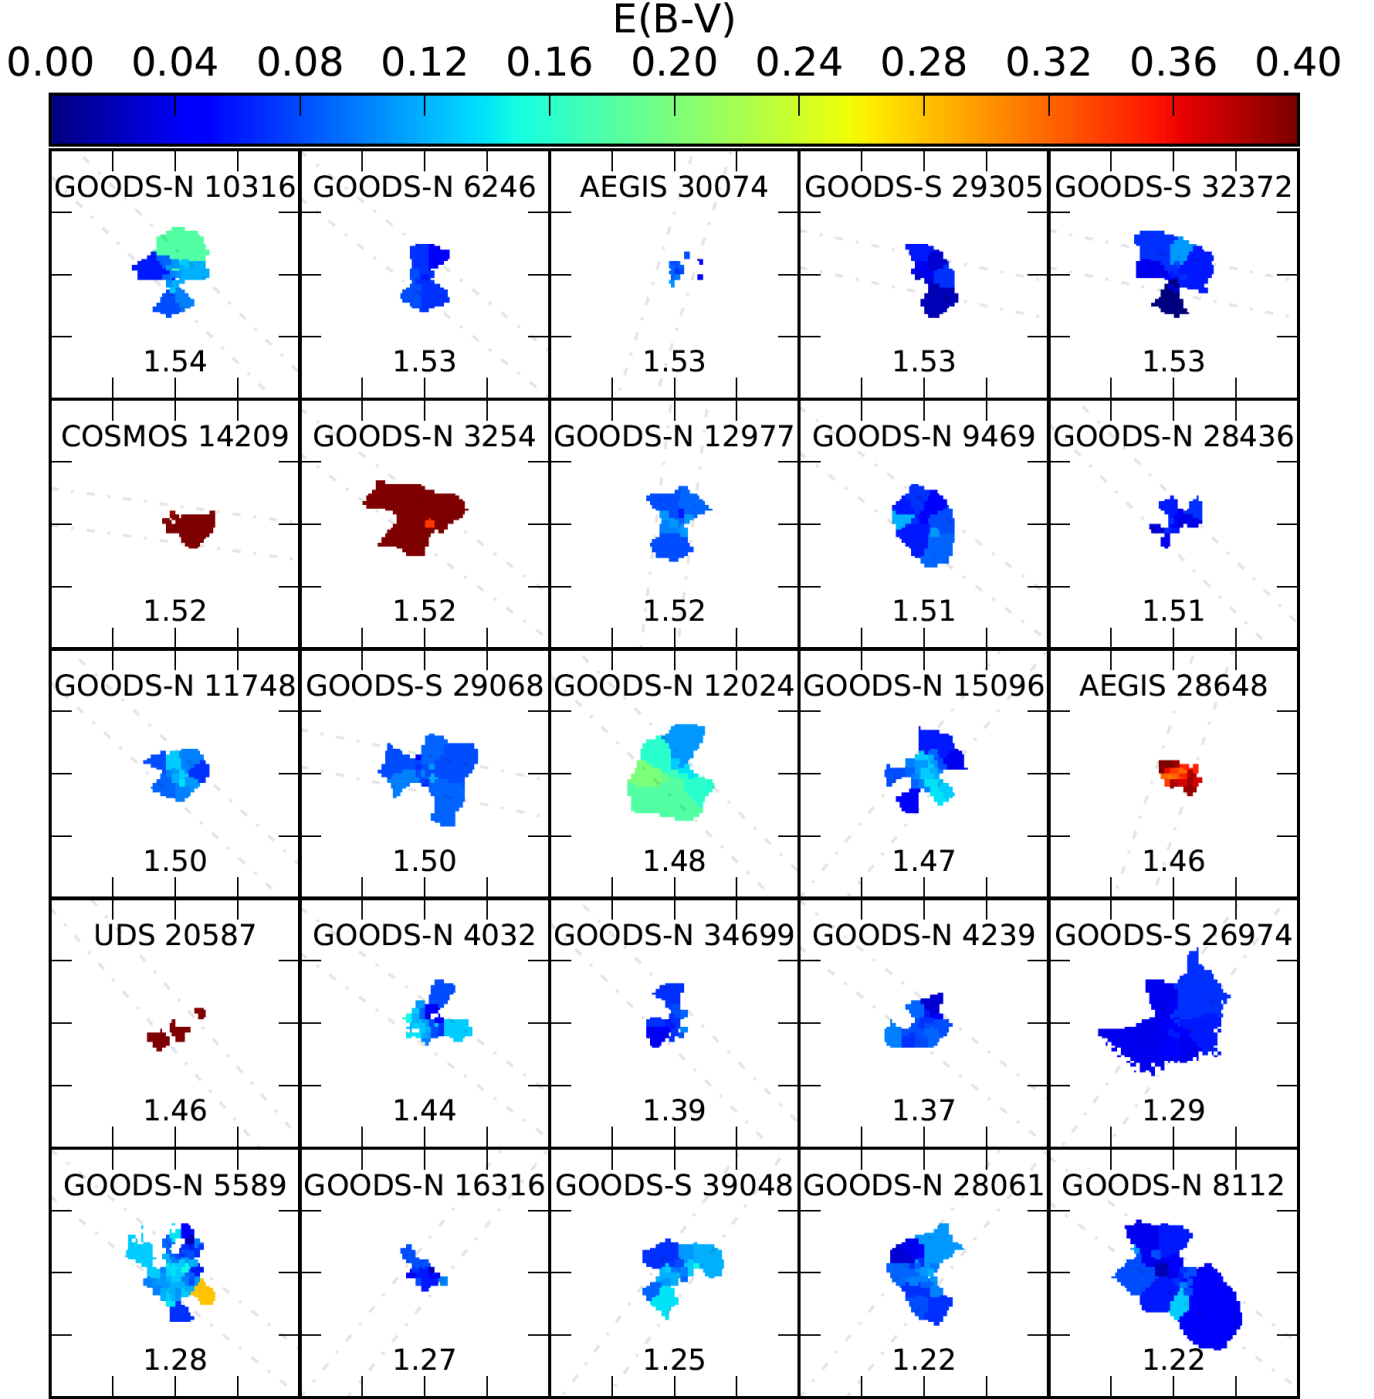 E(B-V)
0.00 0.04 0.08 0.12 0.16 0.20 0.24 0.28 0.32 0.36 0.40
GOODS-N 10316 GOODS-N 6246 AEGIS 30074 GOODS-S 29305 GOODS-S 32372
1.54 1.53 1.53 1.53 1.53
COSMOS 14209 GOODS-N 3254 GOODS-N 12977 GOODS-N 9469 GOODS-N 28436
1.52 1.52 1.52 1.51 1.51
GOODS-N 11748 GOODS-S 29068 GOODS-N 12024 GOODS-N 15096 AEGIS 28648
1.50 1.50 1.48 1.47 1.46
UDS 20587 GOODS-N 4032 GOODS-N 34699 GOODS-N 4239 GOODS-S 26974
1.46 1.44 1.39 1.37 1.29
GOODS-N 5589 GOODS-N 16316 GOODS-S 39048 GOODS-N 28061 GOODS-N 8112
1.28 1.27 1.25 1.22 1.22